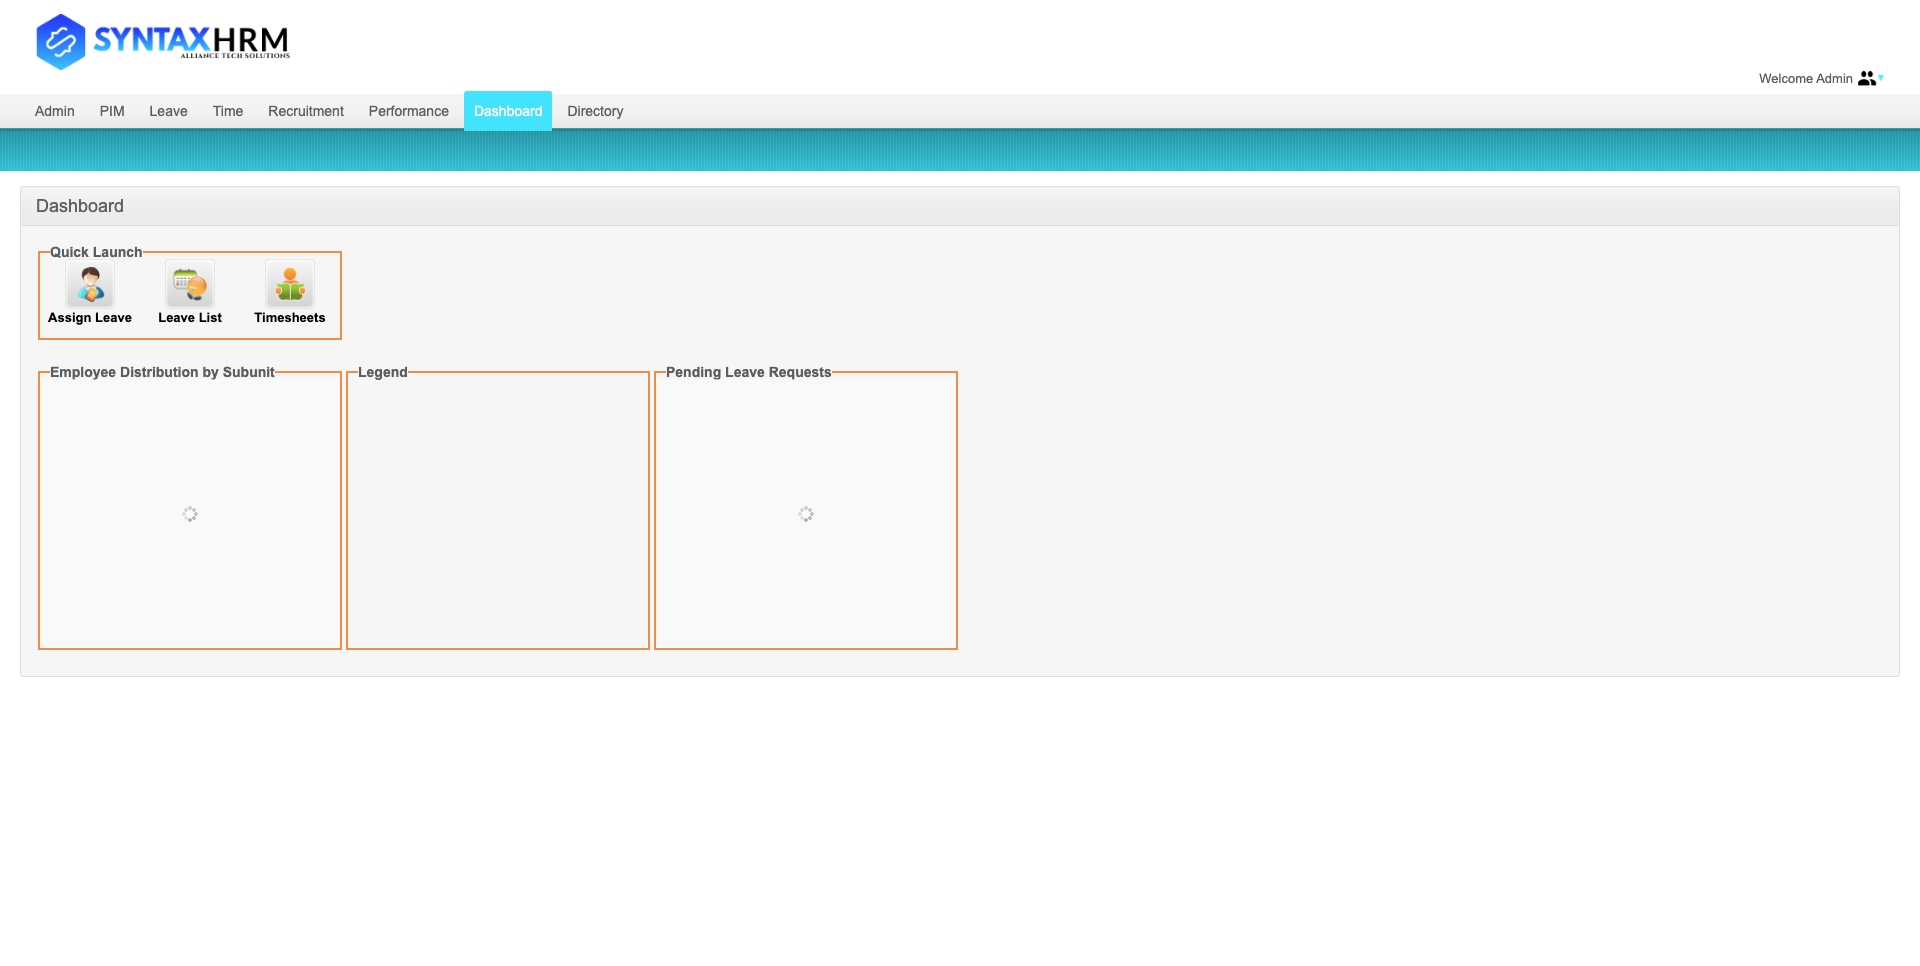 SYNTAXHRM
ALLIANCE TECH SOLUTIONS
Welcome Admin
Admin PIM Leave Time Recruitment Performance Dashboard Directory
Dashboard
Quick Launch
Assign Leave Leave List Timesheets
Employee Distribution by Subunit Legend Pending Leave Requests